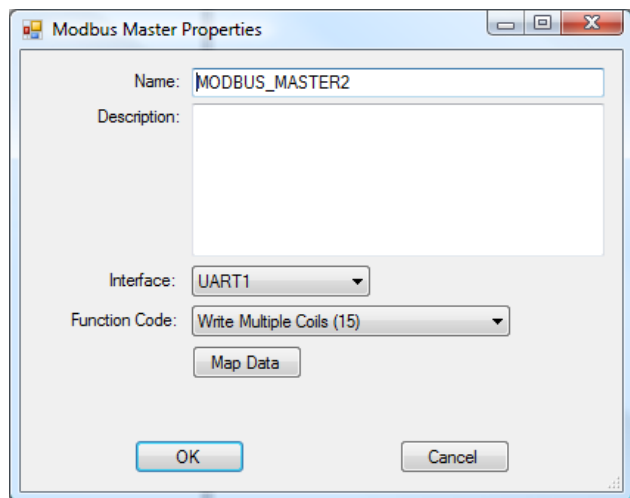 Modbus Master Properties
Name: MODBUS_MASTER2
Description:
Interface: UART1
Function Code: Write Multiple Coils (15)
Map Data
OK Cancel